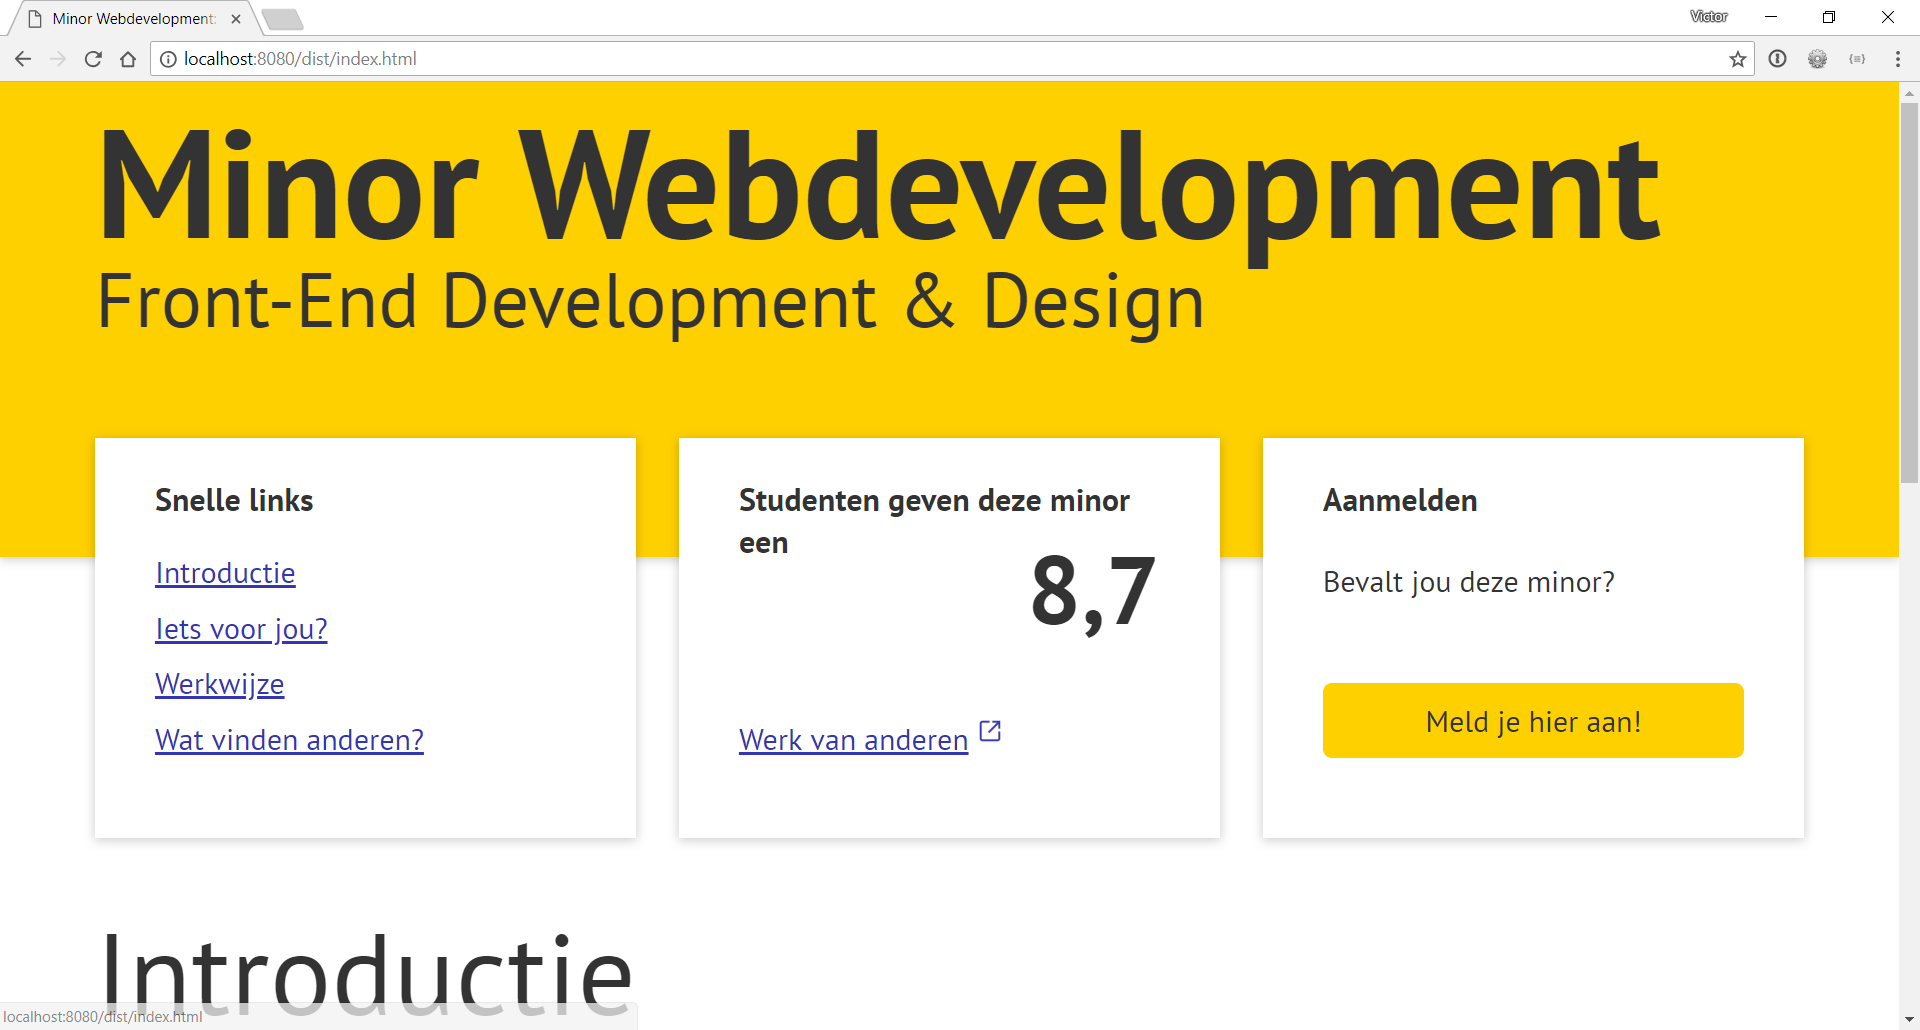 Minor Webdevelopment:
Victor
localhost:8080/dist/index.html
Minor Webdevelopment
Front-End Development & Design
Snelle links
Introductie
Iets voor jou?
Werkwijze
Wat vinden anderen?
Studenten geven deze minor
een
8,7
Werk van anderen
Aanmelden
Bevalt jou deze minor?
Meld je hier aan!
Introductie
localhost:8080/dist/index.html